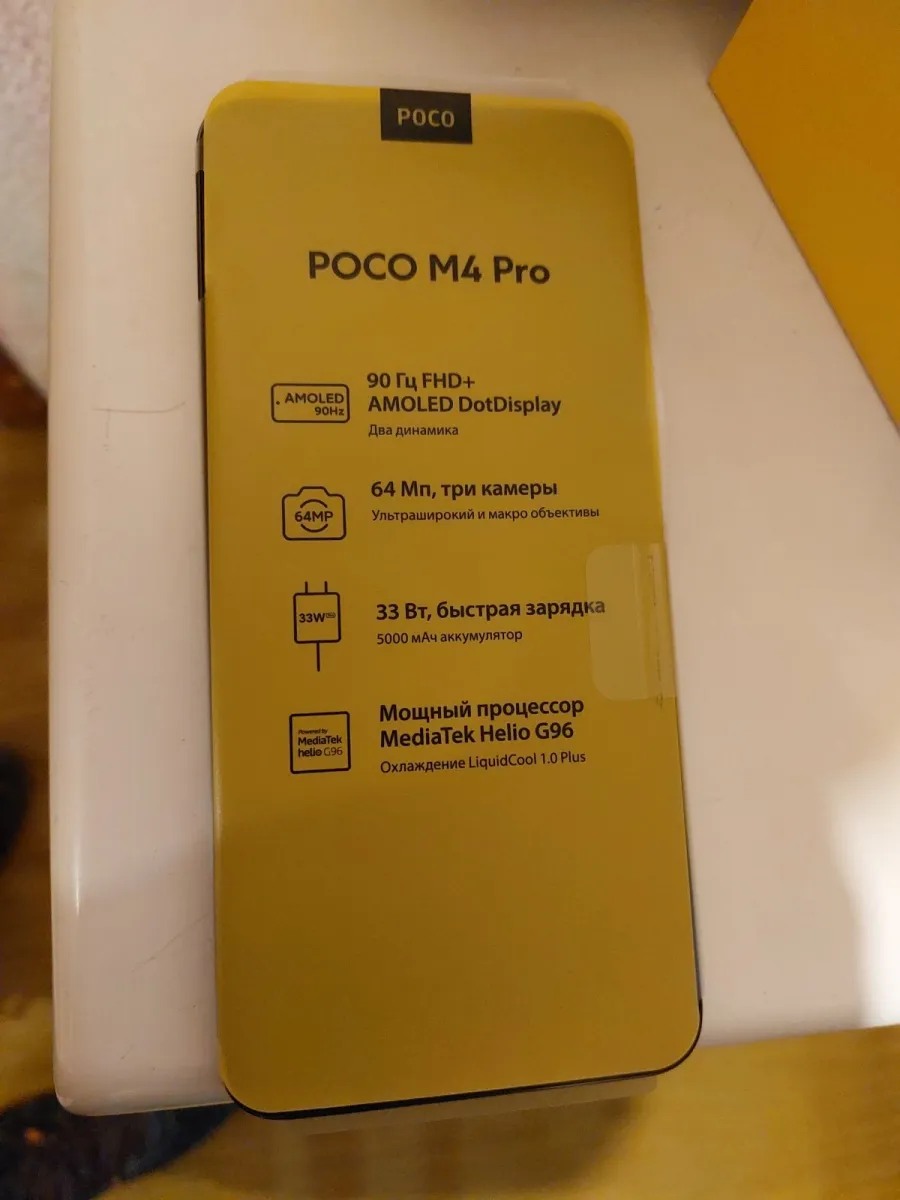 POCO
POCO M4 Pro
AMOLED
90Hz
90 Гц FHD+
AMOLED DotDisplay
Два динамика
64MP
64 Мп, три камеры
Ультраширокий и макро объективы
33W
33 Вт, быстрая зарядка
5000 мАч аккумулятор
Powered by
MediaTek
helio G96
Мощный процессор
MediaTek Helio G96
Охлаждение LiquidCool 1.0 Plus